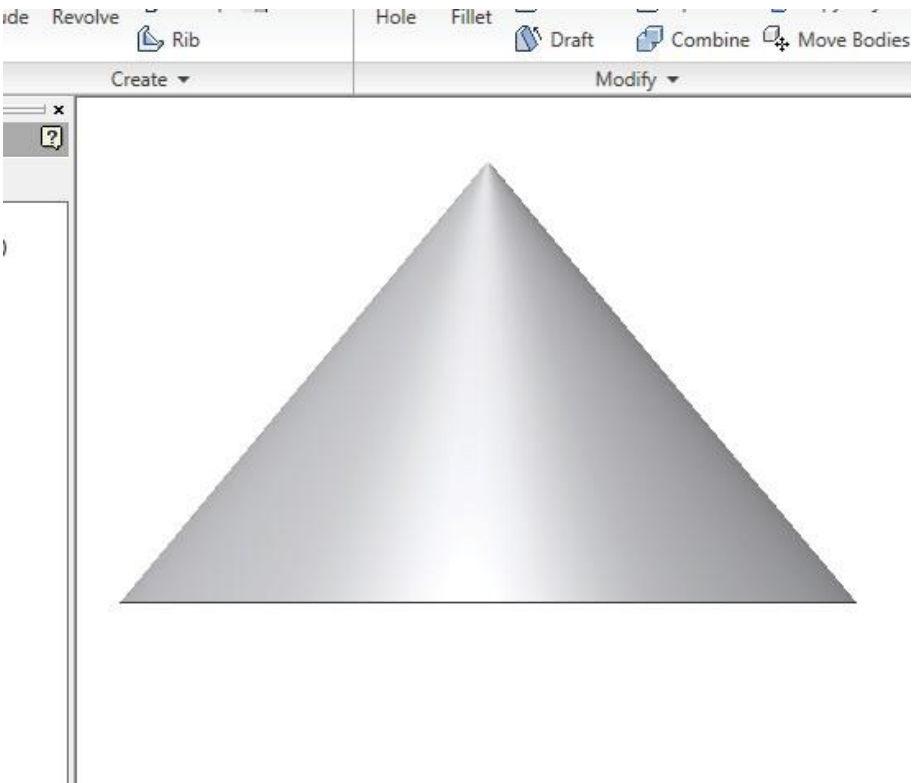 Revolve
Hole Fillet
Rib
Draft Combine Move Bodies
Create
Modify
x
?
)